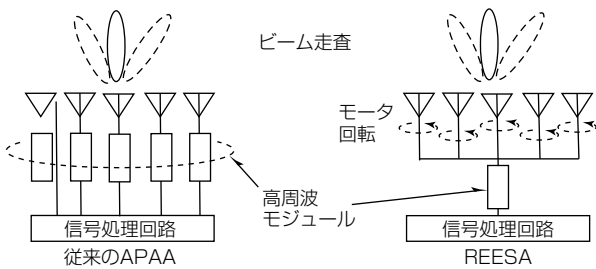 ビーム走査
モータ
回転
高周波
モジュール
信号処理回路
信号処理回路
従来のAPAA
REESA